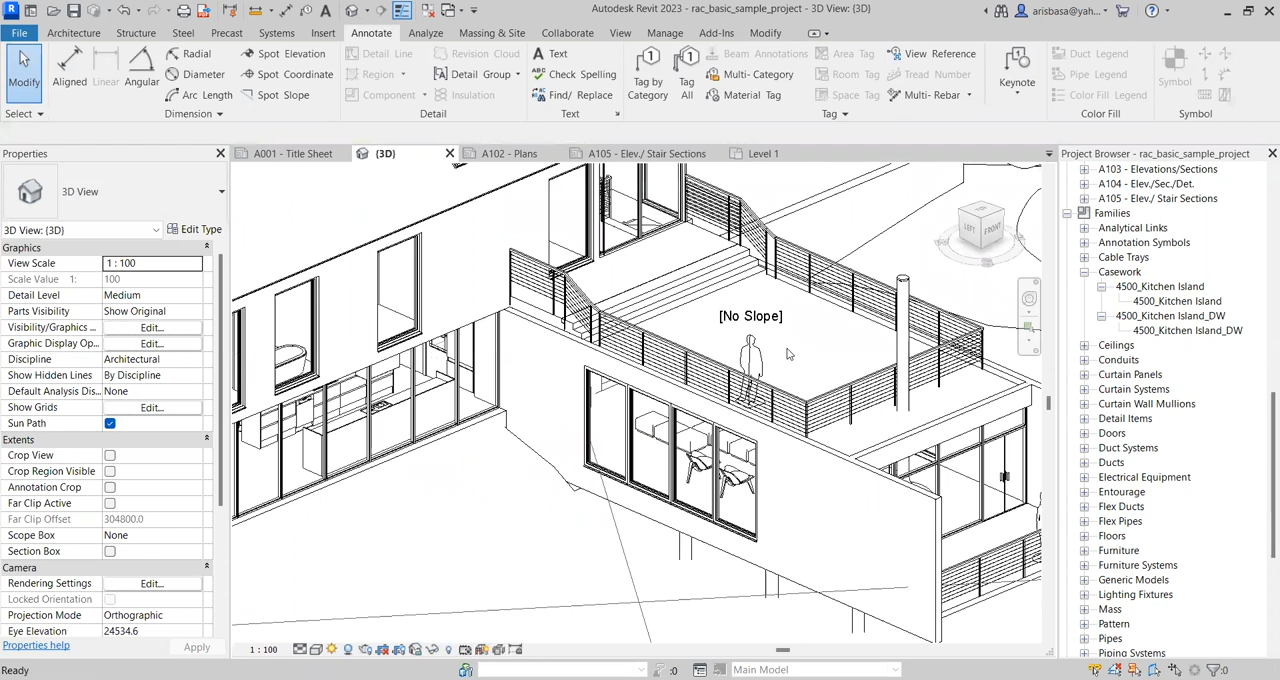 Autodesk Revit 2023 - rac_basic_sample_project - 3D View: {3D}
arisbasa@yah...
File Architecture Structure Steel Precast Systems Insert Annotate Analyze Massing & Site Collaborate View Manage Add-Ins Modify
Modify
Select
Aligned
Linear
Angular
Radial
Diameter
Arc Length
Spot Elevation
Spot Coordinate
Spot Slope
Dimension
Detail Line
Region
Component
Revision Cloud
Detail Group
Insulation
Detail
Text
Check Spelling
Find/ Replace
Text
Tag by
Category
Tag
All
Beam Annotations
Multi- Category
Material Tag
Area Tag
Room Tag
Space Tag
View Reference
Tread Number
Multi- Rebar
Tag
Keynote
Duct Legend
Pipe Legend
Color Fill Legend
Color Fill
Symbol
Symbol
Properties
3D View
3D View: {3D}
Edit Type
Graphics
View Scale 1 : 100
Scale Value 1: 100
Detail Level Medium
Parts Visibility Show Original
Visibility/Graphics ... Edit...
Graphic Display Op... Edit...
Discipline Architectural
Show Hidden Lines By Discipline
Default Analysis Dis... None
Show Grids Edit...
Sun Path
Extents
Crop View
Crop Region Visible
Annotation Crop
Far Clip Active
Far Clip Offset 304800.0
Scope Box None
Section Box
Camera
Rendering Settings Edit...
Locked Orientation
Projection Mode Orthographic
Eye Elevation 24534.6
Properties help
Apply
A001 - Title Sheet
{3D}
A102 - Plans
A105 - Elev./ Stair Sections
Level 1
[No Slope]
TOP
LEFT
FRONT
1 : 100
Project Browser - rac_basic_sample_project
A103 - Elevations/Sections
A104 - Elev./Sec./Det.
A105 - Elev./ Stair Sections
Families
Analytical Links
Annotation Symbols
Cable Trays
Casework
4500_Kitchen Island
4500_Kitchen Island
4500_Kitchen Island_DW
4500_Kitchen Island_DW
Ceilings
Conduits
Curtain Panels
Curtain Systems
Curtain Wall Mullions
Detail Items
Doors
Duct Systems
Ducts
Electrical Equipment
Entourage
Flex Ducts
Flex Pipes
Floors
Furniture
Furniture Systems
Generic Models
Lighting Fixtures
Mass
Pattern
Pipes
Piping Systems
Ready
:0
Main Model
:0